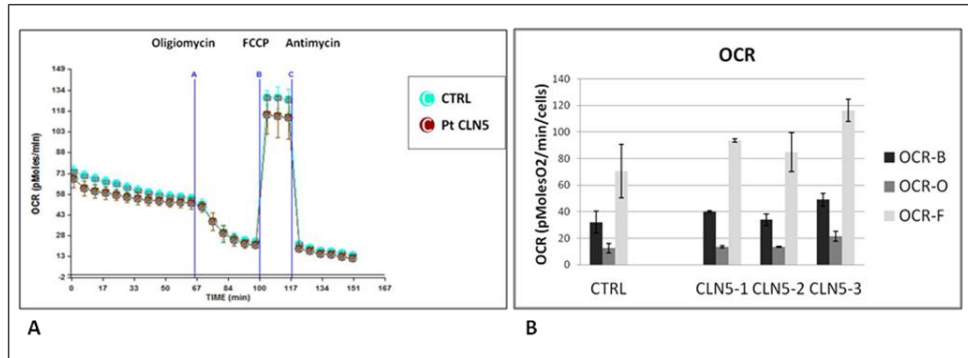 Oligiomycin FCCP Antimycin
A B C
OCR (pMoles/min)
149
134
118
103
88
73
58
43
28
13
-2
0 17 33 50 67 84 100 117 134 151 167
TIME (min)
CTRL
Pt CLN5
A
OCR
OCR (pMolesO2/min/cells)
140
120
100
80
60
40
20
0
CTRL CLN5-1 CLN5-2 CLN5-3
OCR-B
OCR-O
OCR-F
B